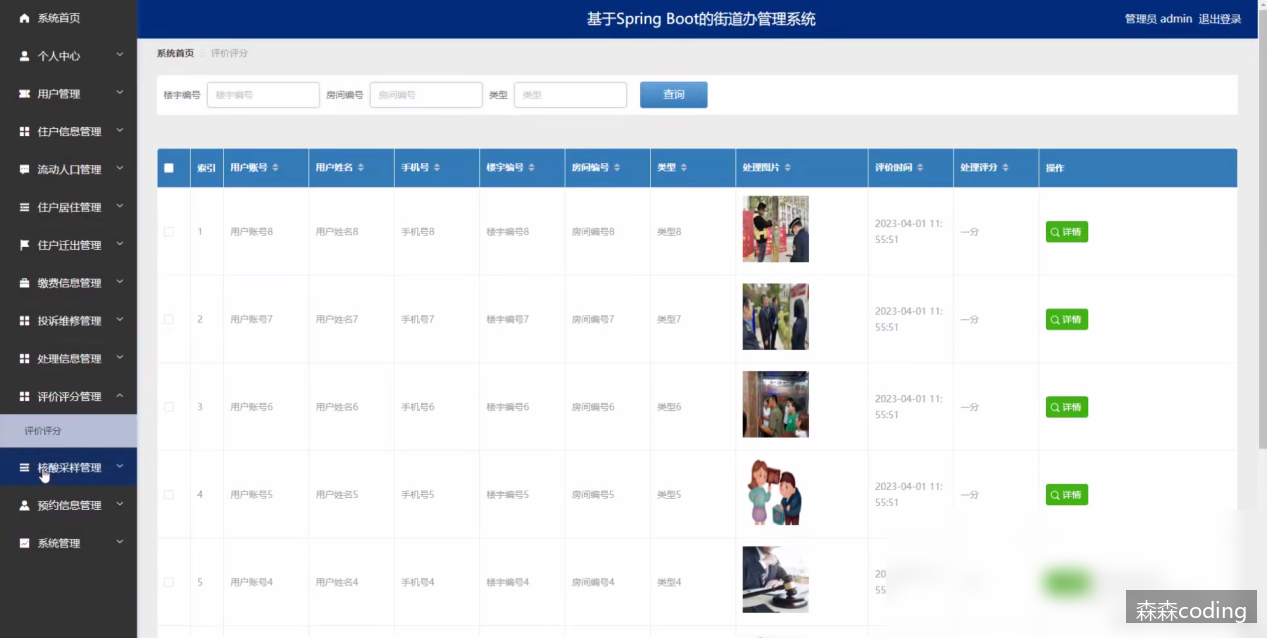 系统首页
个人中心
用户管理
住户信息管理
流动人口管理
住户居住管理
住户迁出管理
缴费信息管理
投诉维修管理
处理信息管理
评价评分管理
评价评分
核酸采样管理
预约信息管理
系统管理
基于Spring Boot的街道办管理系统
管理员 admin 退出登录
系统首页 评价评分
楼宇编号 楼宇编号 房间编号 房间编号 类型 类型 查询
索引 用户账号 用户姓名 手机号 楼宇编号 房间编号 类型 处理图片 评价时间 处理评分 操作
1 用户账号8 用户姓名8 手机号8 楼宇编号8 房间编号8 类型8 2023-04-01 11:
55:51 一分 详情
2 用户账号7 用户姓名7 手机号7 楼宇编号7 房间编号7 类型7 2023-04-01 11:
55:51 一分 详情
3 用户账号6 用户姓名6 手机号6 楼宇编号6 房间编号6 类型6 2023-04-01 11:
55:51 一分 详情
4 用户账号5 用户姓名5 手机号5 楼宇编号5 房间编号5 类型5 2023-04-01 11:
55:51 一分 详情
5 用户账号4 用户姓名4 手机号4 楼宇编号4 房间编号4 类型4 20
55
森森coding